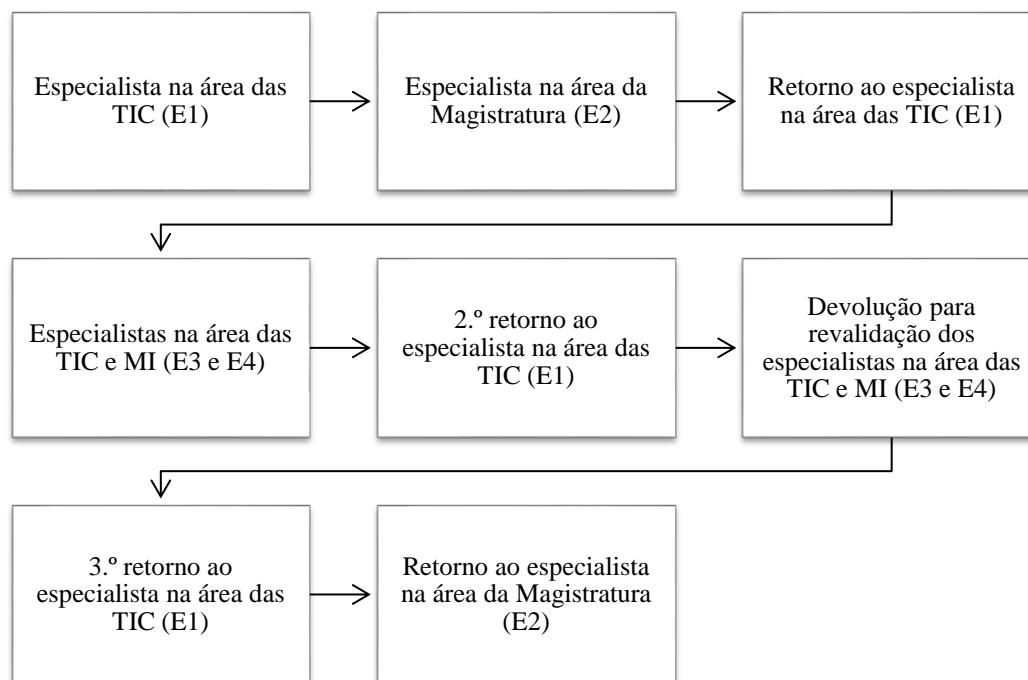 Especialista na área das
TIC (E1)
Especialista na área da
Magistratura (E2)
Retorno ao especialista
na área das TIC (E1)
Especialistas na área das
TIC e MI (E3 e E4)
2.º retorno ao
especialista na área das
TIC (E1)
Devolução para
revalidação dos
especialistas na área das
TIC e MI (E3 e E4)
3.º retorno ao
especialista na área das
TIC (E1)
Retorno ao especialista
na área da Magistratura
(E2)